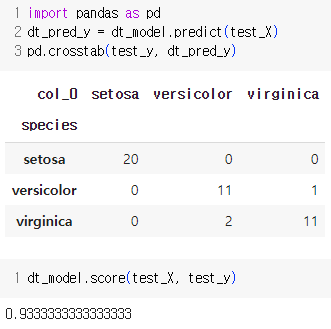 1 import pandas as pd
2 dt_pred_y = dt_model.predict(test_X)
3 pd.crosstab(test_y, dt_pred_y)
col_0 setosa versicolor virginica
species
setosa 20 0 0
versicolor 0 11 1
virginica 0 2 11
1 dt_model.score(test_X, test_y)
0.9333333333333333